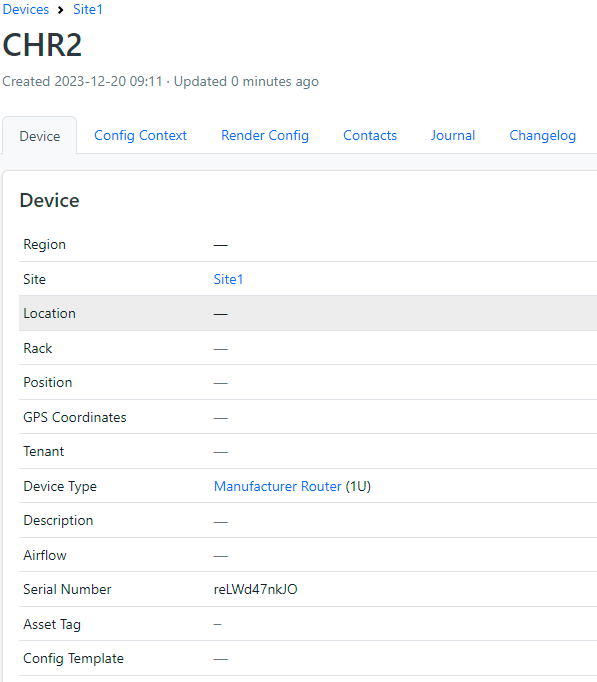 Devices > Site1
CHR2
Created 2023-12-20 09:11 · Updated 0 minutes ago
Device Config Context Render Config Contacts Journal Changelog
Device
Region —
Site Site1
Location —
Rack —
Position —
GPS Coordinates —
Tenant —
Device Type Manufacturer Router (1U)
Description —
Airflow —
Serial Number reLWd47nkJO
Asset Tag –
Config Template —